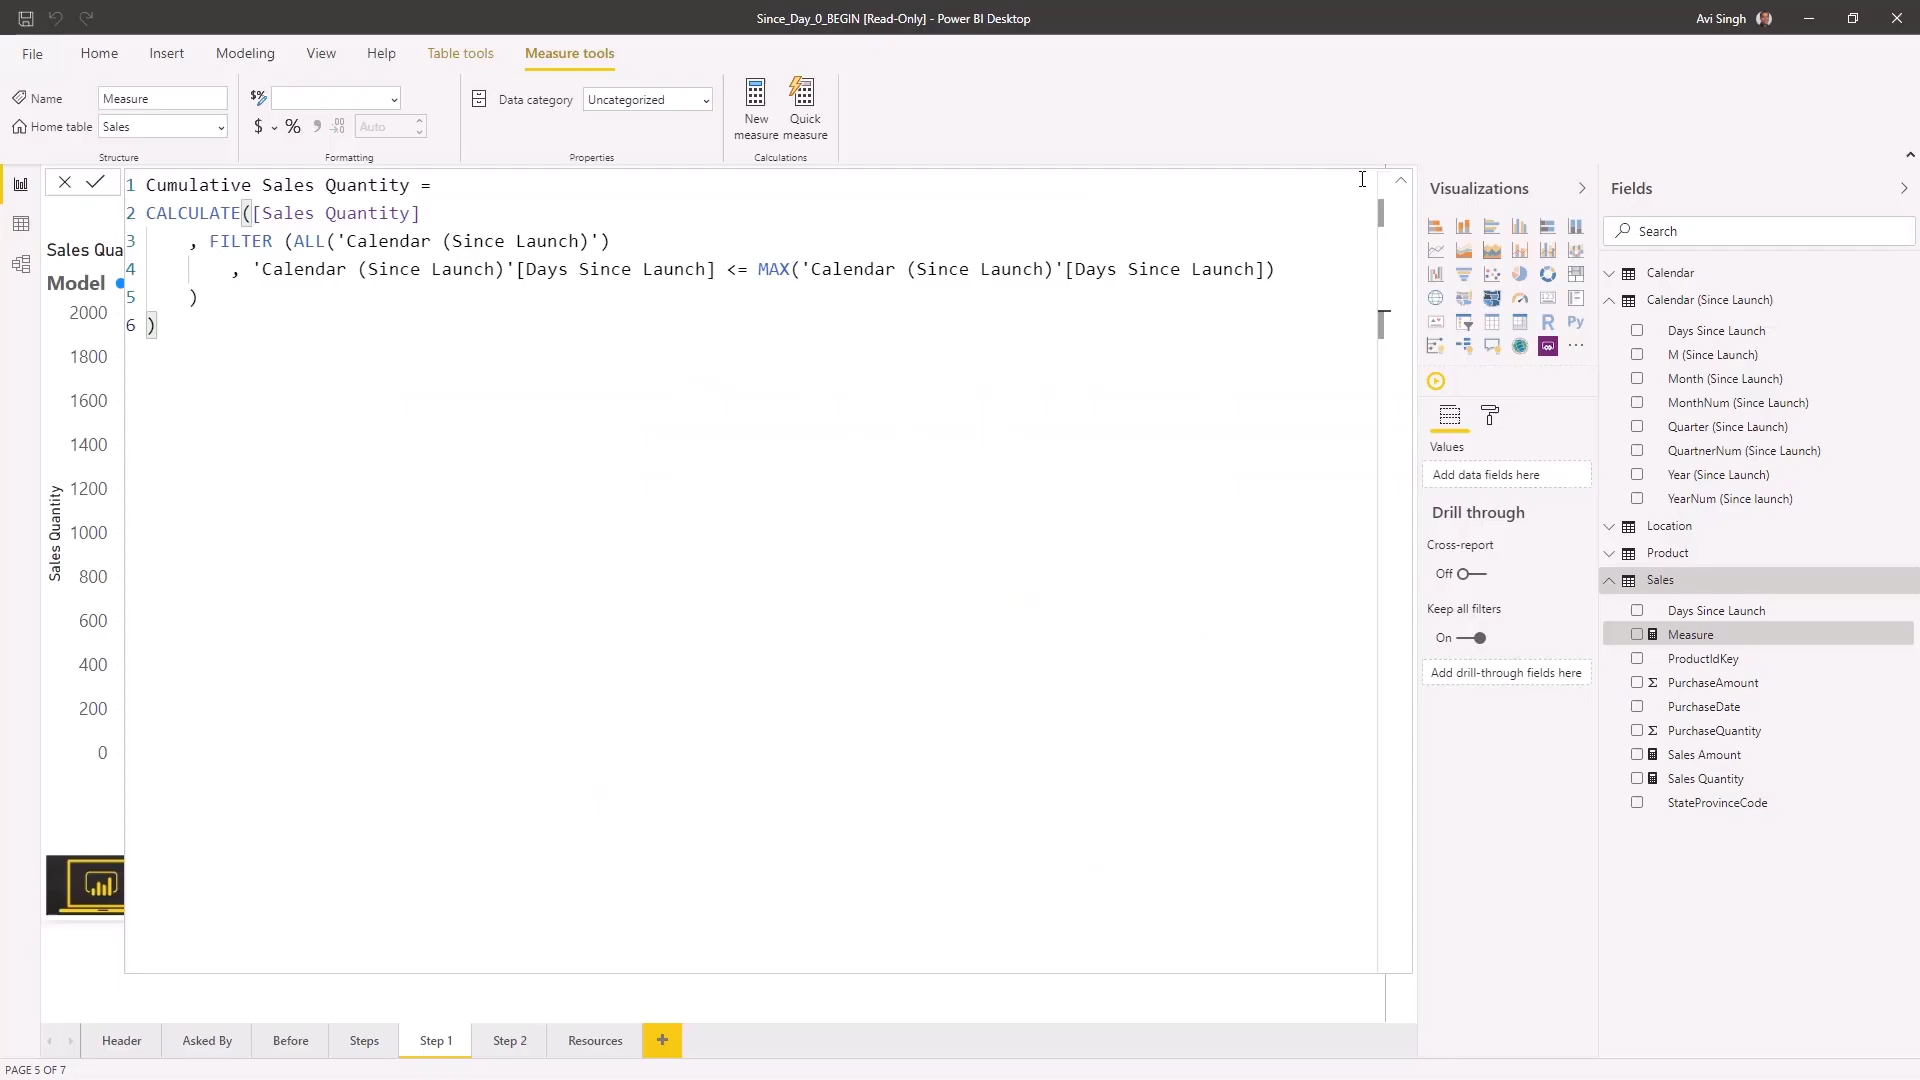 Since_Day_0_BEGIN [Read-Only] - Power BI Desktop
Avi Singh
File
Home
Insert
Modeling
View
Help
Table tools
Measure tools
Name
Measure
Home table
Sales
Structure
$ %
Auto
Formatting
Data category
Uncategorized
Properties
New measure
Quick measure
Calculations
1 Cumulative Sales Quantity =
2 CALCULATE([Sales Quantity]
3 , FILTER (ALL('Calendar (Since Launch)')
4 , 'Calendar (Since Launch)'[Days Since Launch] <= MAX('Calendar (Since Launch)'[Days Since Launch])
5 )
6 )
Sales Qua
Model
2000
1800
1600
1400
1200
1000
800
600
400
200
0
Sales Quantity
Visualizations
R
Py
Values
Add data fields here
Drill through
Cross-report
Off
Keep all filters
On
Add drill-through fields here
Fields
Search
Calendar
Calendar (Since Launch)
Days Since Launch
M (Since Launch)
Month (Since Launch)
MonthNum (Since Launch)
Quarter (Since Launch)
QuartnerNum (Since Launch)
Year (Since Launch)
YearNum (Since launch)
Location
Product
Sales
Days Since Launch
Measure
ProductIdKey
Σ PurchaseAmount
PurchaseDate
Σ PurchaseQuantity
Sales Amount
Sales Quantity
StateProvinceCode
Header
Asked By
Before
Steps
Step 1
Step 2
Resources
+
PAGE 5 OF 7